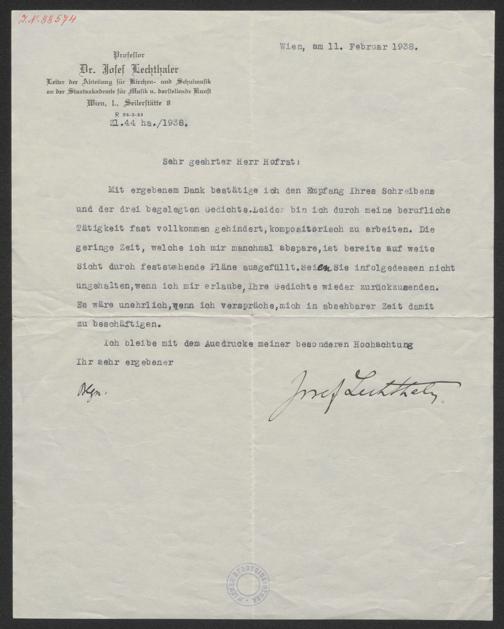 I.N.88574
Professor
Dr. Josef Lechthaler
Leiter der Abteilung für Kirchen- und Schulmusik
an der Staatsakademie für Musik u. darstellende Kunst
Wien, I., Seilerstätte 8
R
Zl.44 ha./1938.
Wien, am 11. Februar 1938.
Sehr geehrter Herr Hofrat:
Mit ergebenem Dank bestätige ich den Empfang Ihres Schreibens
und der drei begelegten Gedichte.Leider bin ich durch meine berufliche
Tätigkeit fast vollkommen gehindert,kompositorisch zu arbeiten. Die
geringe Zeit, welche ich mir manchmal abspare,ist bereits auf weite
Sicht durch feststehende Pläne ausgefüllt.Seien Sie infolgedessen nicht
ungehalten,wenn ich mir erlaube,Ihre Gedichte wieder zurückzusenden.
Es wäre unehrlich,wenn ich verspräche,mich in absehbarer Zeit damit
zu beschäftigen.
Ich bleibe mit dem Ausdrucke meiner besonderen Hochachtung
Ihr sehr ergebener
Josef Lechthaler